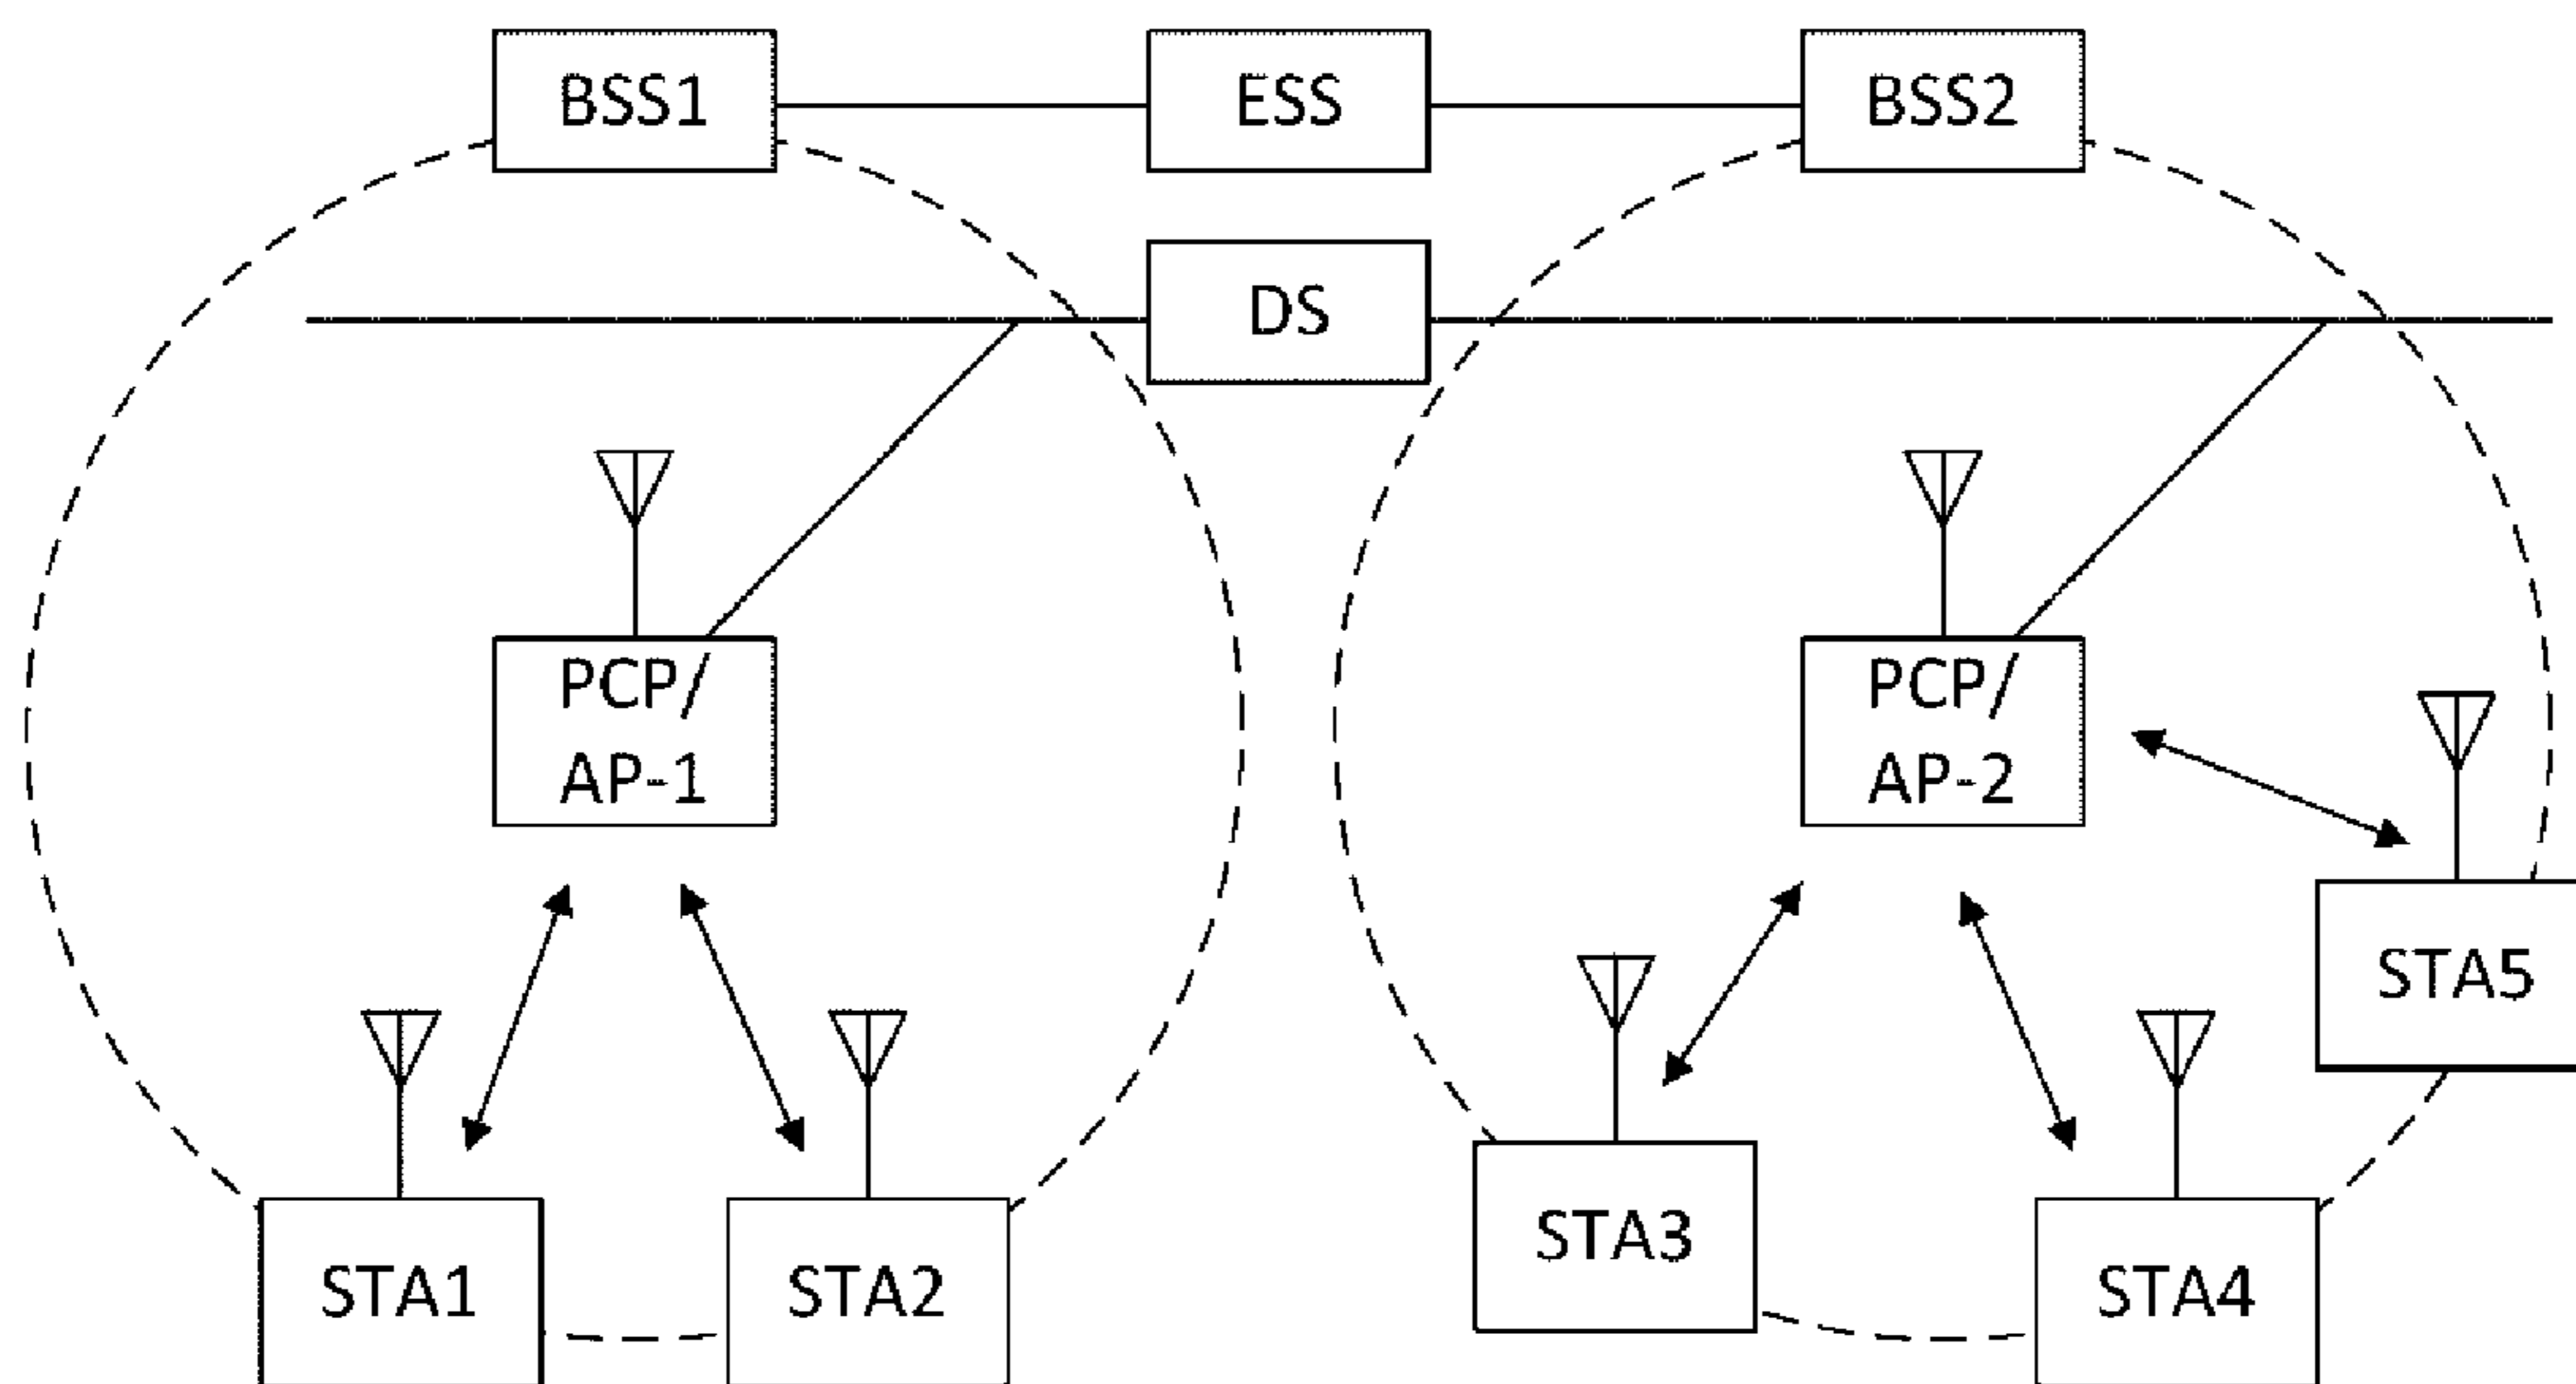 BSS1
ESS
BSS2
DS
PCP/
AP-1
PCP/
AP-2
STA5
STA3
STA1
STA2
STA4